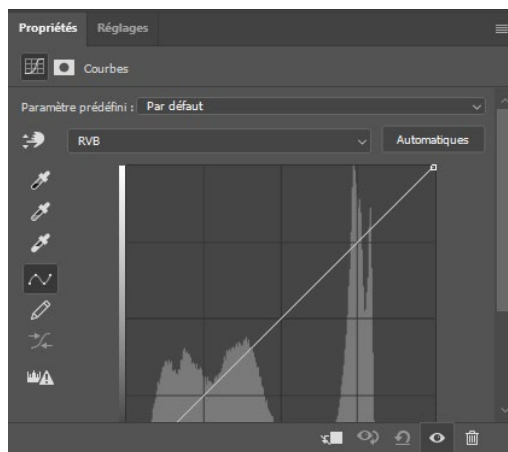 Propriétés Réglages
Courbes
Paramètre prédéfini : Par défaut
RVB Automatiques